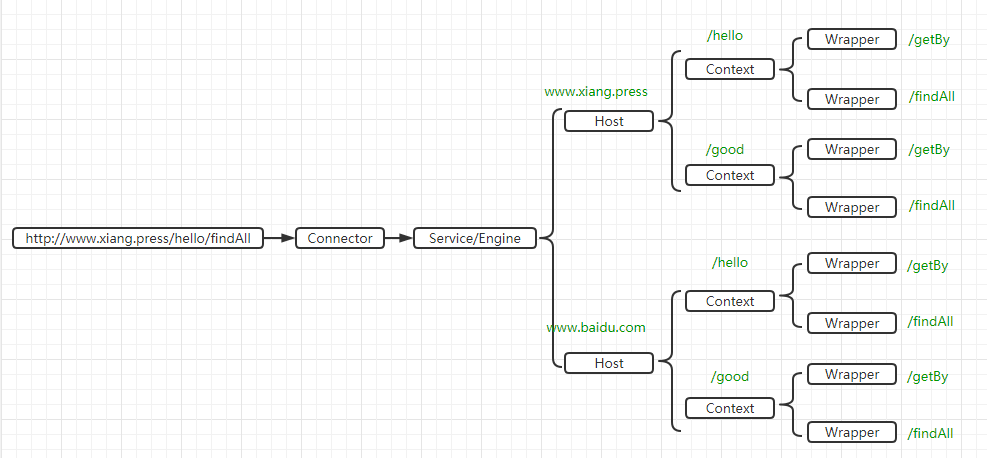 http://www.xiang.press/hello/findAll
Connector
Service/Engine
www.xiang.press
Host
/hello
Context
Wrapper /getBy
Wrapper /findAll
/good
Context
Wrapper /getBy
Wrapper /findAll
www.baidu.com
Host
/hello
Context
Wrapper /getBy
Wrapper /findAll
/good
Context
Wrapper /getBy
Wrapper /findAll